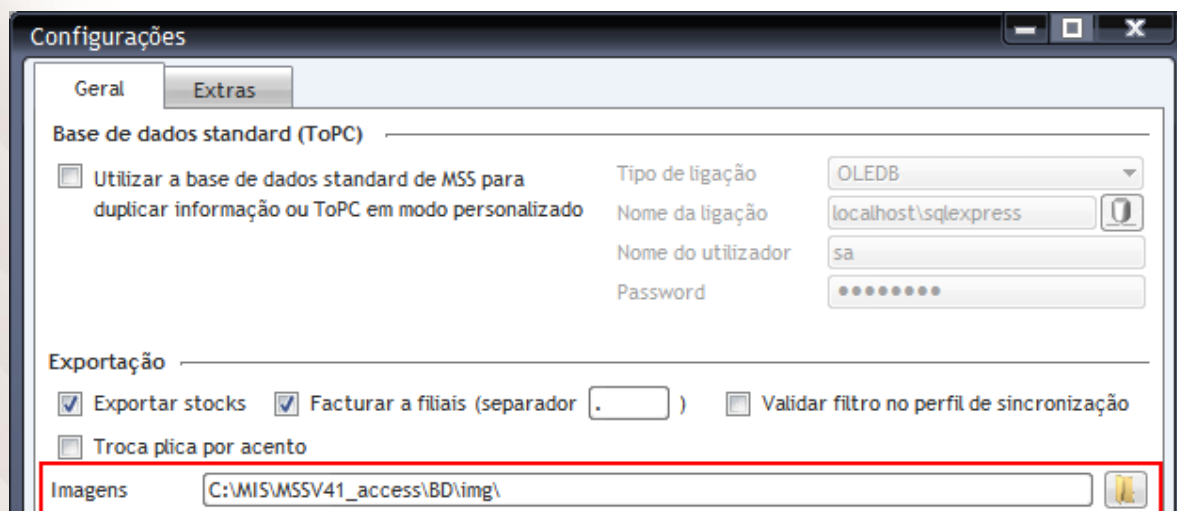 Configurações
Geral
Extras
Base de dados standard (ToPC)
Utilizar a base de dados standard de MSS para
duplicar informação ou ToPC em modo personalizado
Tipo de ligação
OLEDB
Nome da ligação
localhost\sqlexpress
Nome do utilizador
sa
Password
●●●●●●●●
Exportação
Exportar stocks
Facturar a filiais (separador . )
Validar filtro no perfil de sincronização
Troca plica por acento
Imagens
C:\MIS\MSSV41_access\BD\img\